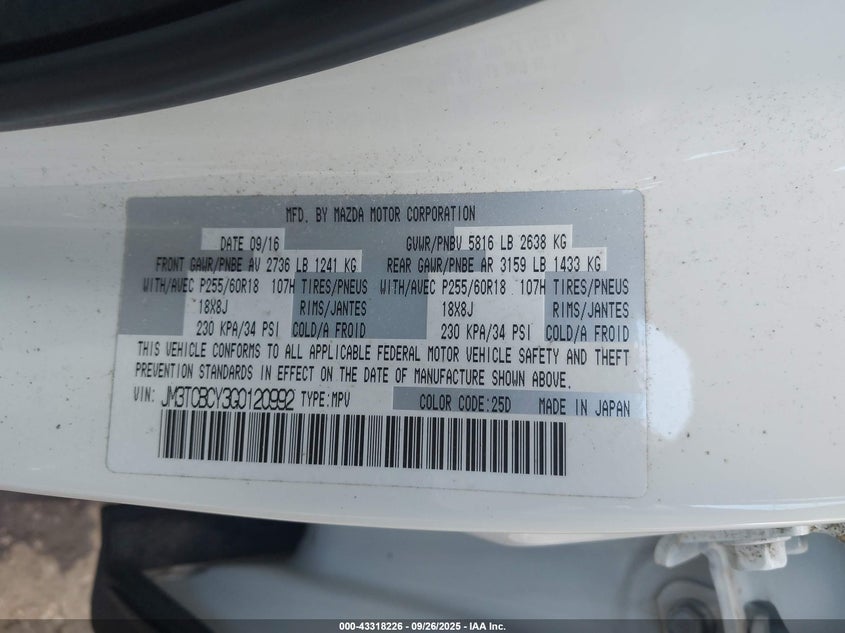 MFD. BY MAZDA MOTOR CORPORATION
DATE 09/16 GVWR/PNBV 5816 LB 2638 KG
FRONT GAWR/PNBE AV 2736 LB 1241 KG REAR GAWR/PNBE AR 3159 LB 1433 KG
WITH/AVEC P255/60R18 107H TIRES/PNEUS WITH/AVEC P255/60R18 107H TIRES/PNEUS
18X8J RIMS/JANTES 18X8J RIMS/JANTES
230 KPA/34 PSI COLD/A FROID 230 KPA/34 PSI COLD/A FROID
THIS VEHICLE CONFORMS TO ALL APPLICABLE FEDERAL MOTOR VEHICLE SAFETY AND THEFT
PREVENTION STANDARDS IN EFFECT ON THE DATE OF MANUFACTURE SHOWN ABOVE.
VIN: JM3TCBCY3G0120992 TYPE:MPV COLOR CODE:25D MADE IN JAPAN
000-43318226 - 09/26/2025 - IAA Inc.